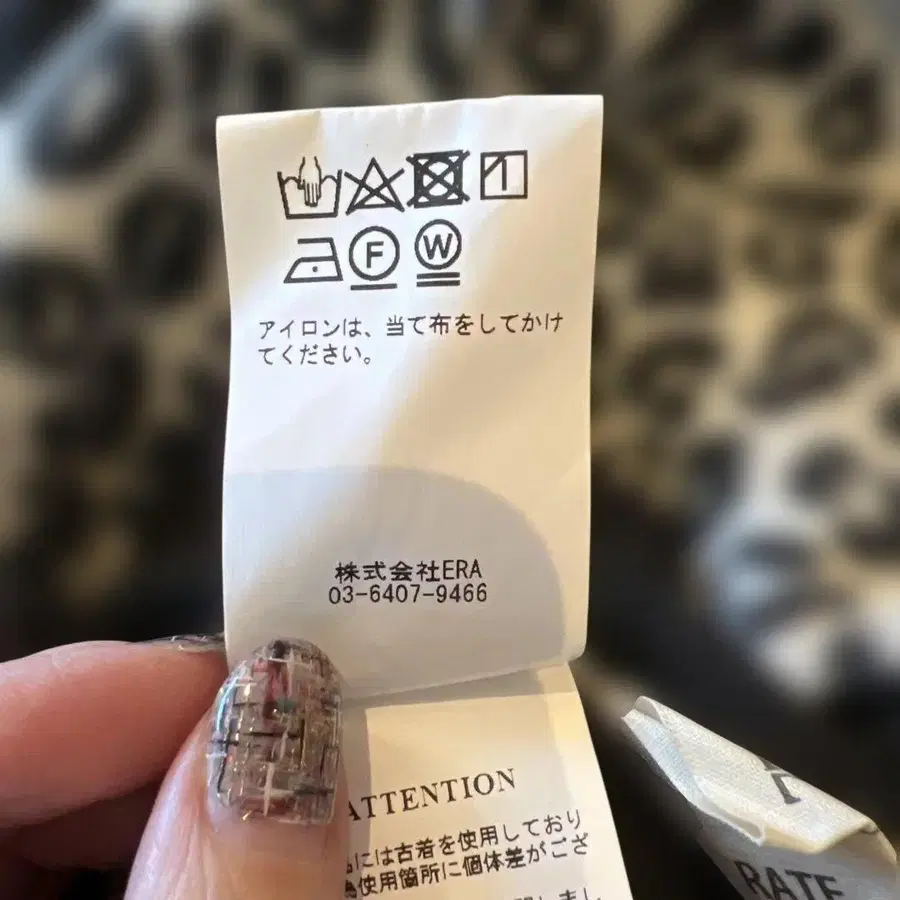 F W
アイロンは、当て布をしてかけ
てください。
株式会社ERA
03-6407-9466
ATTENTION
には古着を使用しており
使用箇所に個体差がござ
RATE